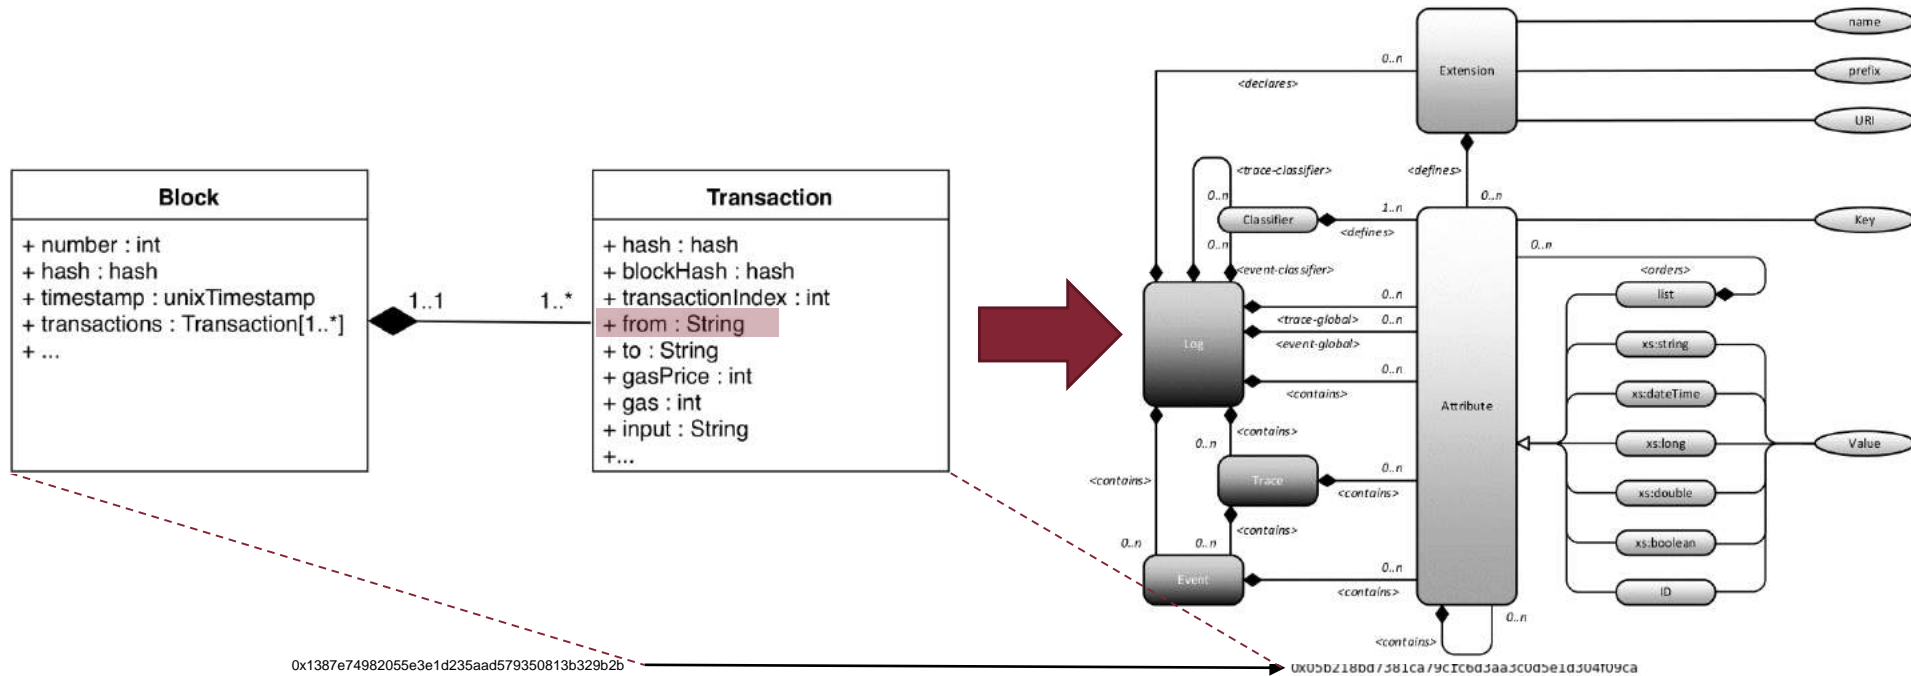 Block
+ number : int
+ hash : hash
+ timestamp : unixTimestamp
+ transactions : Transaction[1..*]
+ ...
1..1
1..*
Transaction
+ hash : hash
+ blockHash : hash
+ transactionIndex : int
+ from : String
+ to : String
+ gasPrice : int
+ gas : int
+ input : String
+...
Extension
name
prefix
URI
0..n
<declares>
<defines>
0..n
<trace-classifier>
0..n
Classifier
1..n
<defines>
0..n
<event-classifier>
Key
0..n
<orders>
list
Log
0..n
<trace-global>
0..n
<event-global>
0..n
<contains>
Attribute
xs:string
xs:dateTime
xs:long
xs:double
xs:boolean
ID
Value
<contains>
0..n
Trace
0..n
<contains>
<contains>
<contains>
0..n
0..n
Event
0..n
<contains>
0..n
<contains>
0x1387e74982055e3e1d235aad579350813b329b2b
0x05b218bd7381ca79cfc6d3aa3c0d5e1d304f09ca